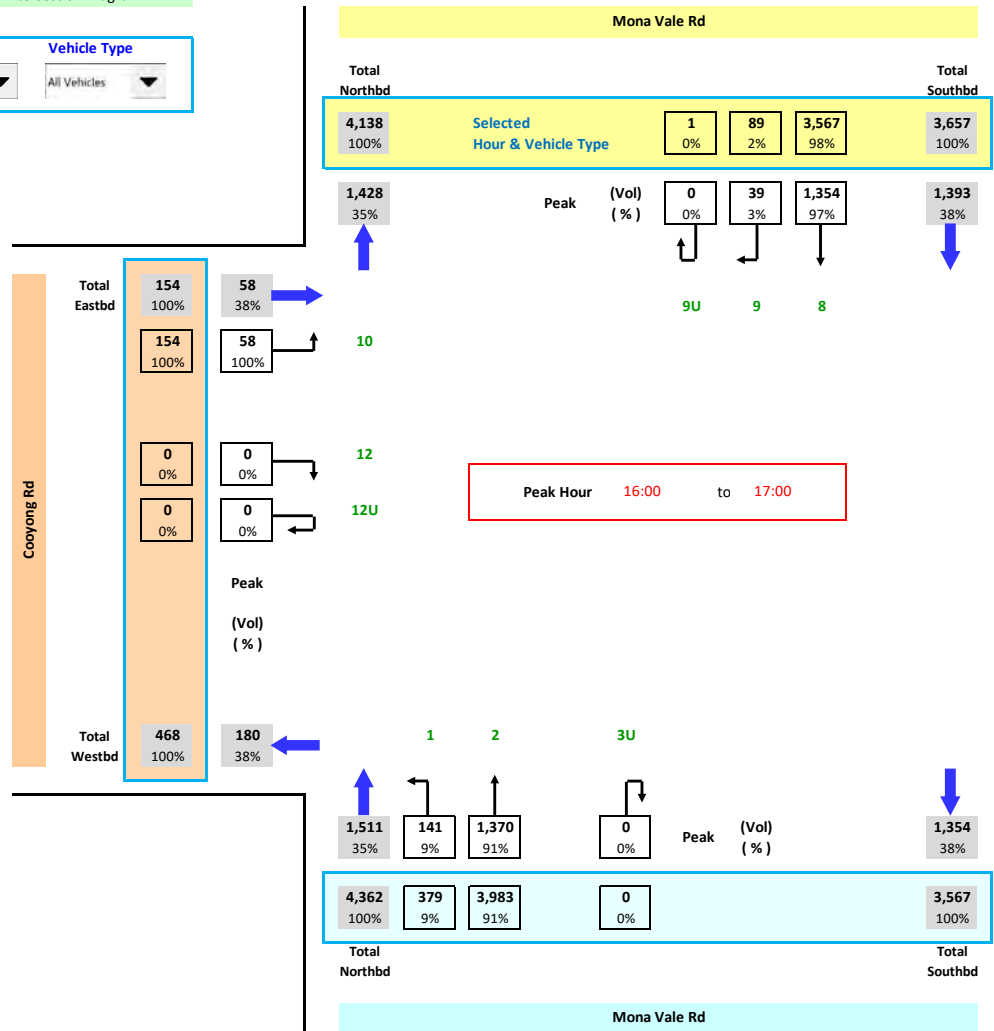 Mona Vale Rd
Vehicle Type
All Vehicles
Total Northbd
Total Southbd
4,138 100%
Selected Hour & Vehicle Type
1 0%
89 2%
3,567 98%
3,657 100%
1,428 35%
Peak (Vol) ( % )
0 0%
39 3%
1,354 97%
1,393 38%
Total Eastbd
154 100%
58 38%
9U 9 8
154 100%
58 100%
10
0 0%
0 0%
12
Peak Hour 16:00 to 17:00
0 0%
0 0%
12U
Cooyong Rd
Peak
(Vol)
( % )
Total Westbd
468 100%
180 38%
1 2 3U
1,511 35%
141 9%
1,370 91%
0 0%
Peak (Vol) ( % )
1,354 38%
4,362 100%
379 9%
3,983 91%
0 0%
3,567 100%
Total Northbd
Total Southbd
Mona Vale Rd